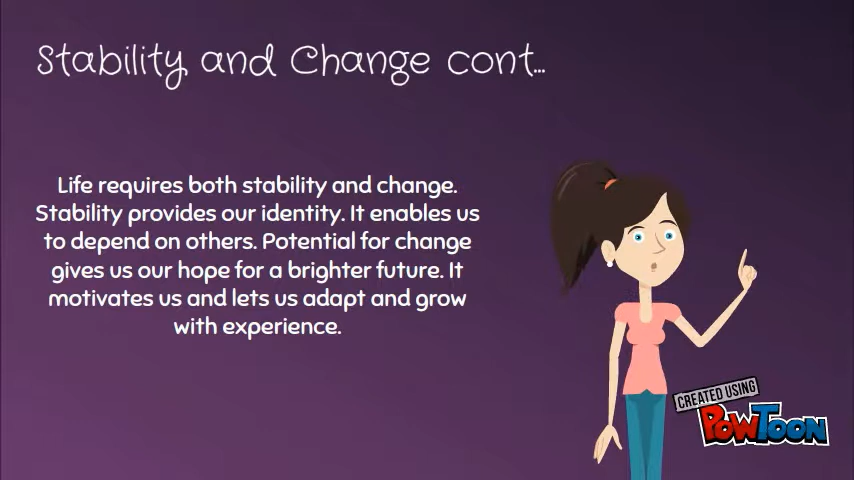 Stability and Change cont...
Life requires both stability and change.
Stability provides our identity. It enables us
to depend on others. Potential for change
gives us our hope for a brighter future. It
motivates us and lets us adapt and grow
with experience.
CREATED USING
POWTOON